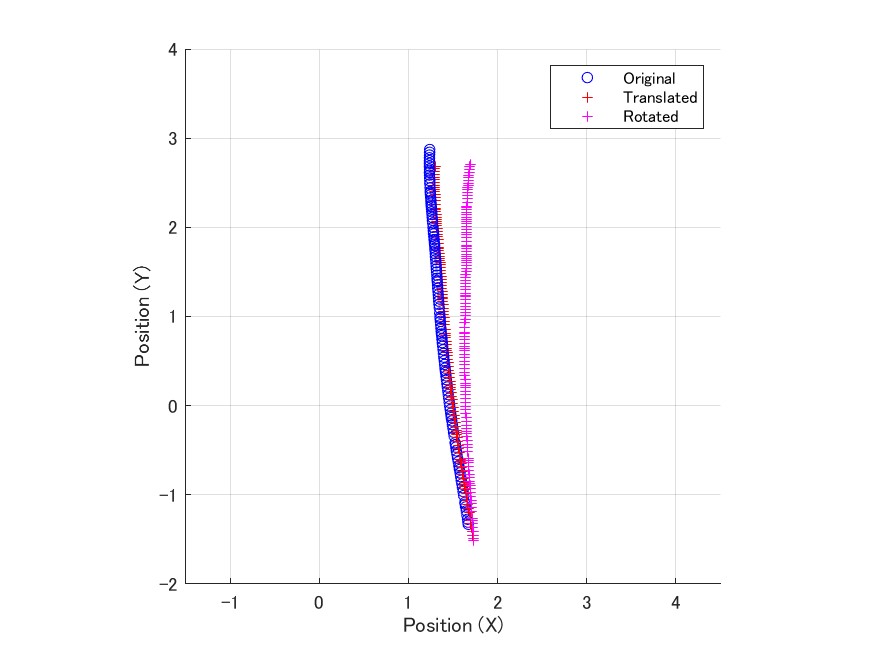 4
3
2
1
0
−1
−2
−1
0
1
2
3
4
Position (X)
Position (Y)
Original
Translated
Rotated